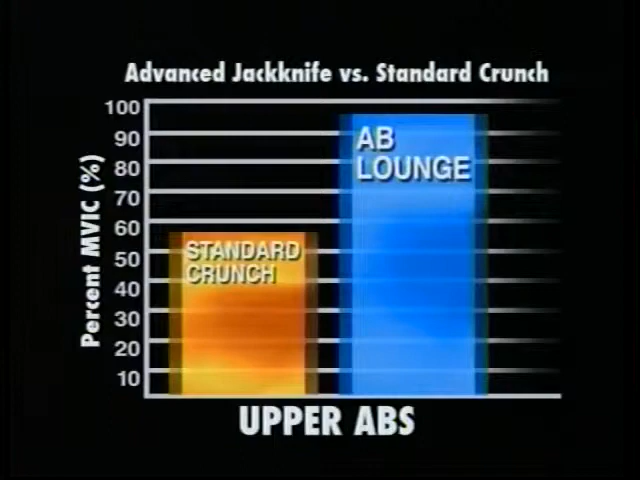 Advanced Jackknife vs. Standard Crunch
100
90
80
70
60
50
40
30
20
10
Percent MVIC (%)
STANDARD
CRUNCH
AB
LOUNGE
UPPER ABS